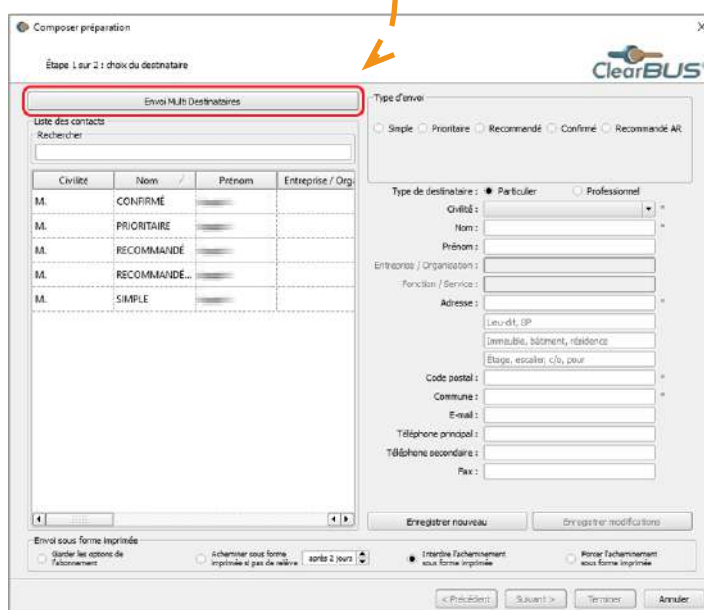 Composer préparation
Étape 1 sur 2 : choix du destinataire
ClearBUS
Envoi Multi Destinataires
Liste des contacts
Rechercher
Civilité Nom Prénom Entreprise / Org
M. CONFIRMÉ
M. PRIORITAIRE
M. RECOMMANDÉ
M. RECOMMANDÉ...
M. SIMPLE
Type d'envoi
Simple Prioritaire Recommandé Confirmé Recommandé AR
Type de destinataire : Particulier Professionnel
Civilité : *
Nom : *
Prénom :
Entreprise / Organisation :
Fonction / Service :
Adresse : *
Lieu-dit, BP
Immeuble, bâtiment, résidence
Étage, escalier, c/o, pour
Code postal : *
Commune : *
E-mail :
Téléphone principal :
Téléphone secondaire :
Fax :
Enregistrer nouveau Enregistrer modifications
Envoi sous forme imprimée
Garder les options de l'abonnement
Acheminer sous forme imprimée si pas de relève après 2 jours
Interdire l'acheminement sous forme imprimée
Forcer l'acheminement sous forme imprimée
< Précédent Suivant > Terminer Annuler